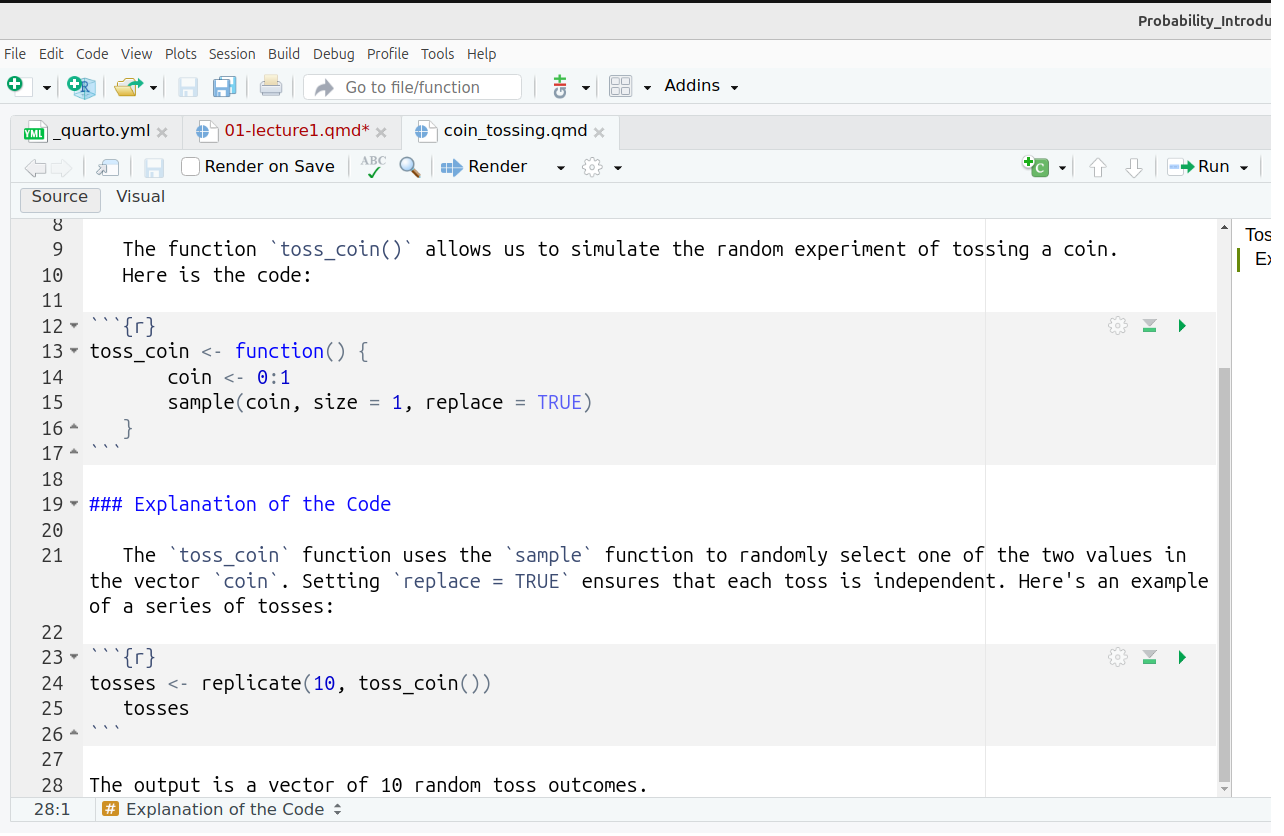 Probability_Introdu
File Edit Code View Plots Session Build Debug Profile Tools Help
R Go to file/function G Addins
YML _quarto.yml 01-lecture1.qmd* coin_tossing.qmd
Render on Save ABC Render C Run
Source Visual
8
9 The function `toss_coin()` allows us to simulate the random experiment of tossing a coin.
10 Here is the code:
11
12 ```{r}
13 toss_coin <- function() {
14 coin <- 0:1
15 sample(coin, size = 1, replace = TRUE)
16 }
17 ```
18
19 ### Explanation of the Code
20
21 The `toss_coin` function uses the `sample` function to randomly select one of the two values in
the vector `coin`. Setting `replace = TRUE` ensures that each toss is independent. Here's an example
of a series of tosses:
22
23 ```{r}
24 tosses <- replicate(10, toss_coin())
25 tosses
26 ```
27
28 The output is a vector of 10 random toss outcomes.
Tos
Ex
28:1 # Explanation of the Code